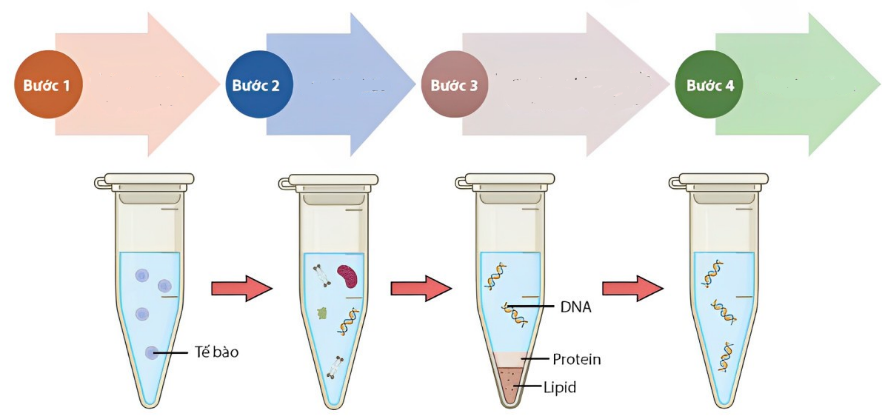 Bước 1
Bước 2
Bước 3
Bước 4
Tế bào
DNA
Protein
Lipid